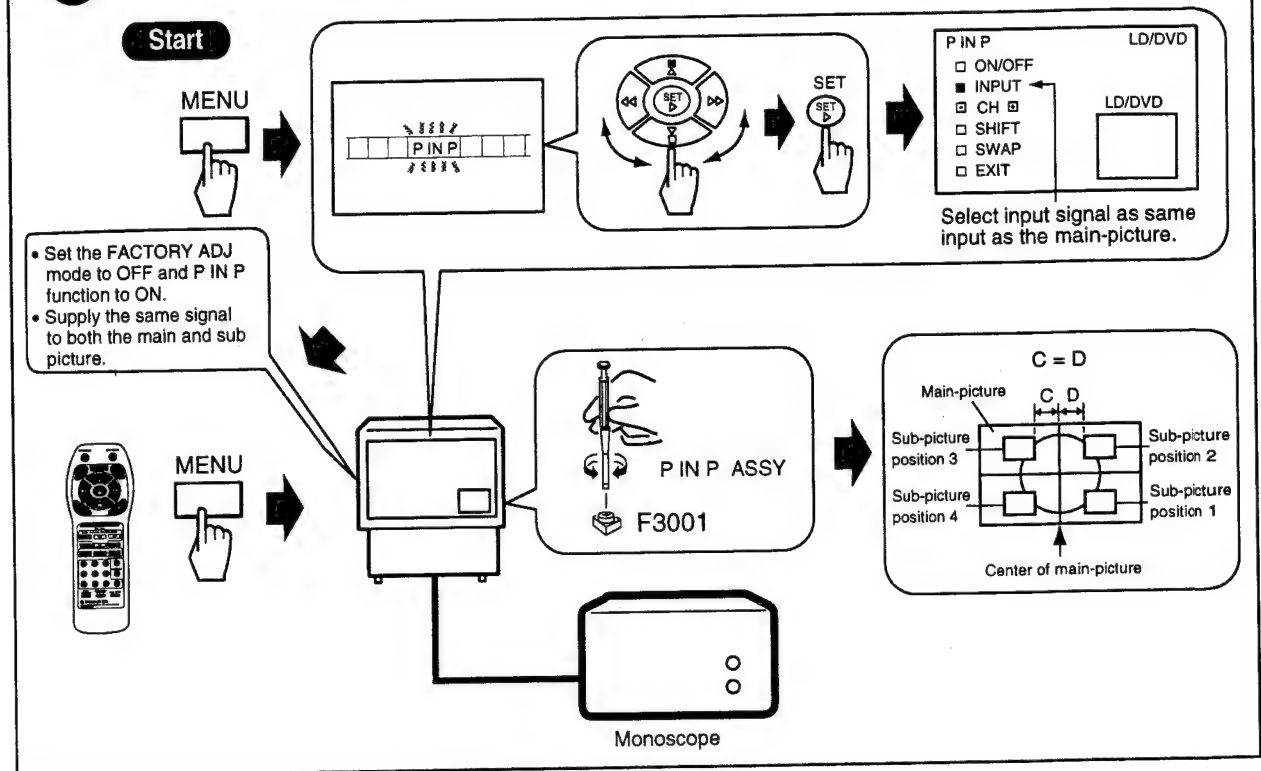 Start
MENU
P IN P
SET
SET
SET
P IN P
LD/DVD
□ ON/OFF
■ INPUT
⊡ CH ⊡
□ SHIFT
□ SWAP
□ EXIT
LD/DVD
Select input signal as same
input as the main-picture.
• Set the FACTORY ADJ
mode to OFF and P IN P
function to ON.
• Supply the same signal
to both the main and sub
picture.
MENU
P IN P ASSY
F3001
C = D
Main-picture
C D
Sub-picture
position 3
Sub-picture
position 2
Sub-picture
position 4
Sub-picture
position 1
Center of main-picture
Monoscope